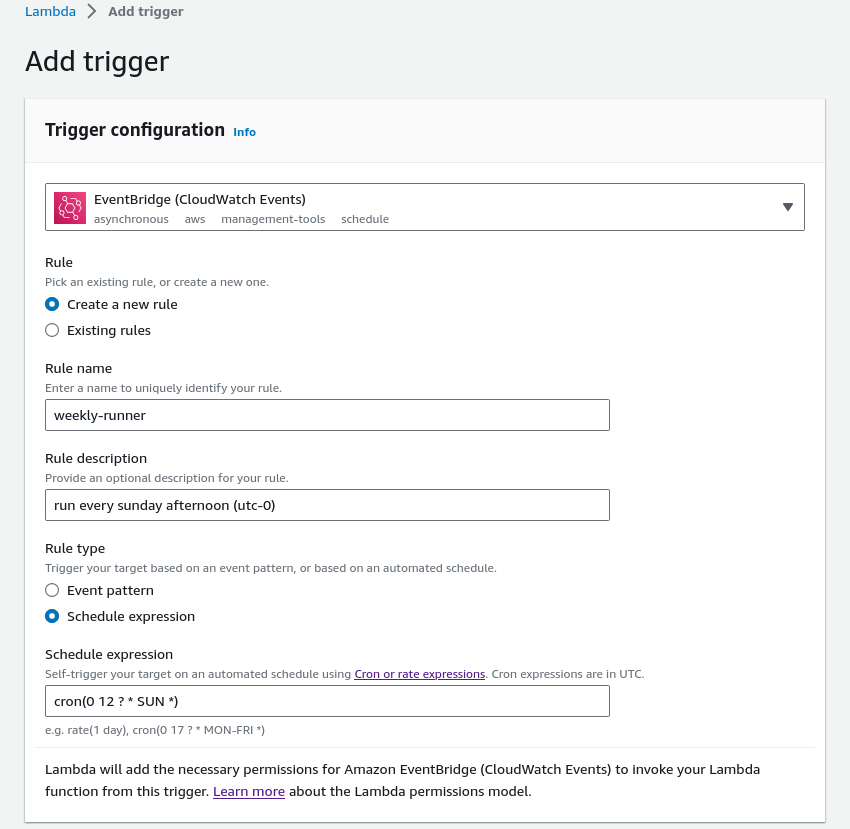 Lambda > Add trigger
Add trigger
Trigger configuration Info
EventBridge (CloudWatch Events)
asynchronous aws management-tools schedule
Rule
Pick an existing rule, or create a new one.
Create a new rule
Existing rules
Rule name
Enter a name to uniquely identify your rule.
weekly-runner
Rule description
Provide an optional description for your rule.
run every sunday afternoon (utc-0)
Rule type
Trigger your target based on an event pattern, or based on an automated schedule.
Event pattern
Schedule expression
Schedule expression
Self-trigger your target on an automated schedule using Cron or rate expressions. Cron expressions are in UTC.
cron(0 12 ? * SUN *)
e.g. rate(1 day), cron(0 17 ? * MON-FRI *)
Lambda will add the necessary permissions for Amazon EventBridge (CloudWatch Events) to invoke your Lambda
function from this trigger. Learn more about the Lambda permissions model.